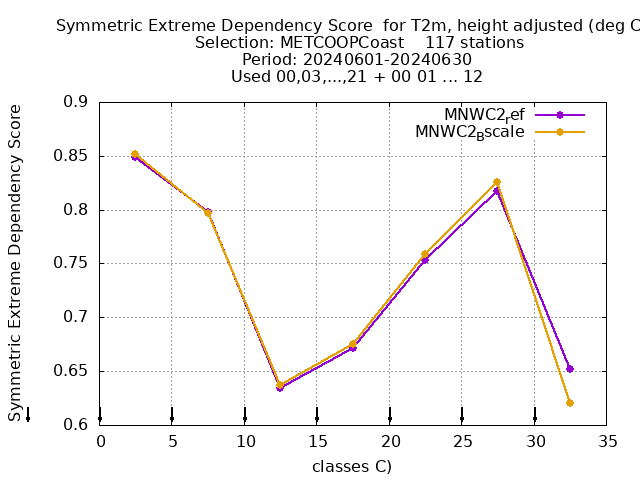 Symmetric Extreme Dependency Score for T2m, height adjusted (deg C
Selection: METCOOPCoast 117 stations
Period: 20240601-20240630
Used 00,03,...,21 + 00 01 ... 12
Symmetric Extreme Dependency Score
0.9
0.85
0.8
0.75
0.7
0.65
0.6
MNWC2ref
MNWC2Bscale
0 5 10 15 20 25 30 35
classes C)